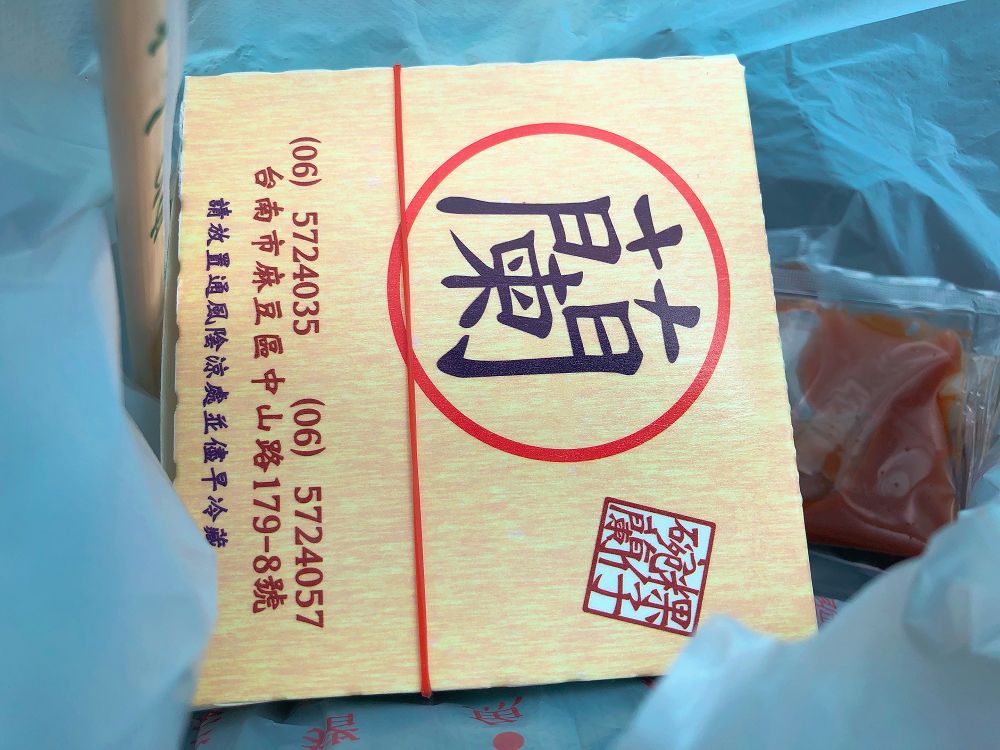 蘭
碗粿
蘭仔
(06) 5724035 (06) 5724057
台南市麻豆區中山路179-8號
請放置通風陰涼處並儘早冷藏